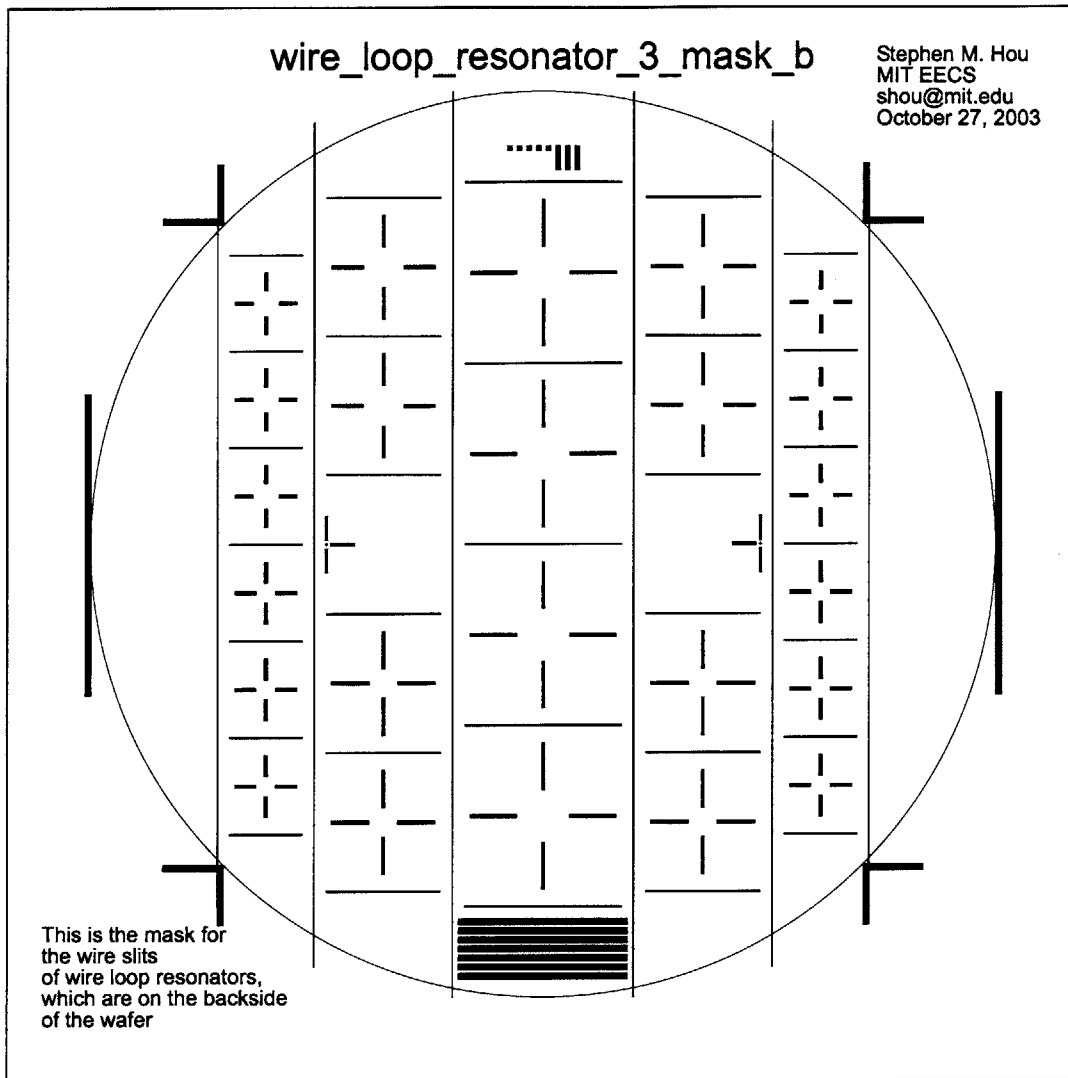 wire_loop_resonator_3_mask_b
Stephen M. Hou
MIT EECS
shou@mit.edu
October 27, 2003
This is the mask for
the wire slits
of wire loop resonators,
which are on the backside
of the wafer